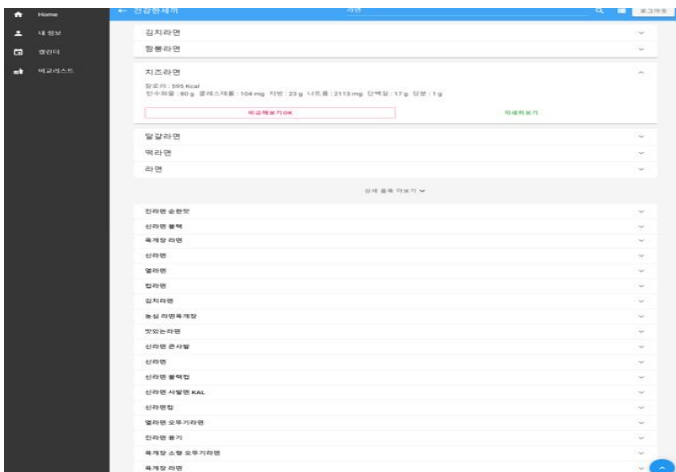 Home
내 정보
캘린더
비교리스트
← 건강한세끼
라면
로그아웃
김치라면
짬뽕라면
치즈라면
칼로리 : 595 Kcal
탄수화물 : 80 g 콜레스테롤 : 104 mg 지방 : 23 g 나트륨 : 2113 mg 단백질 : 17 g 당분 : 1 g
비교해보기OK
자세히보기
달걀라면
떡라면
라면
상세 품목 더보기
진라면 순한맛
신라면 블랙
육개장 라면
신라면
열라면
컵라면
김치라면
농심 라면육개장
맛있는라면
신라면 큰사발
신라면
신라면 블랙컵
신라면 사발면 KAL
신라면컵
열라면 오뚜기라면
진라면 용기
육개장 소형 오뚜기라면
육개장 라면